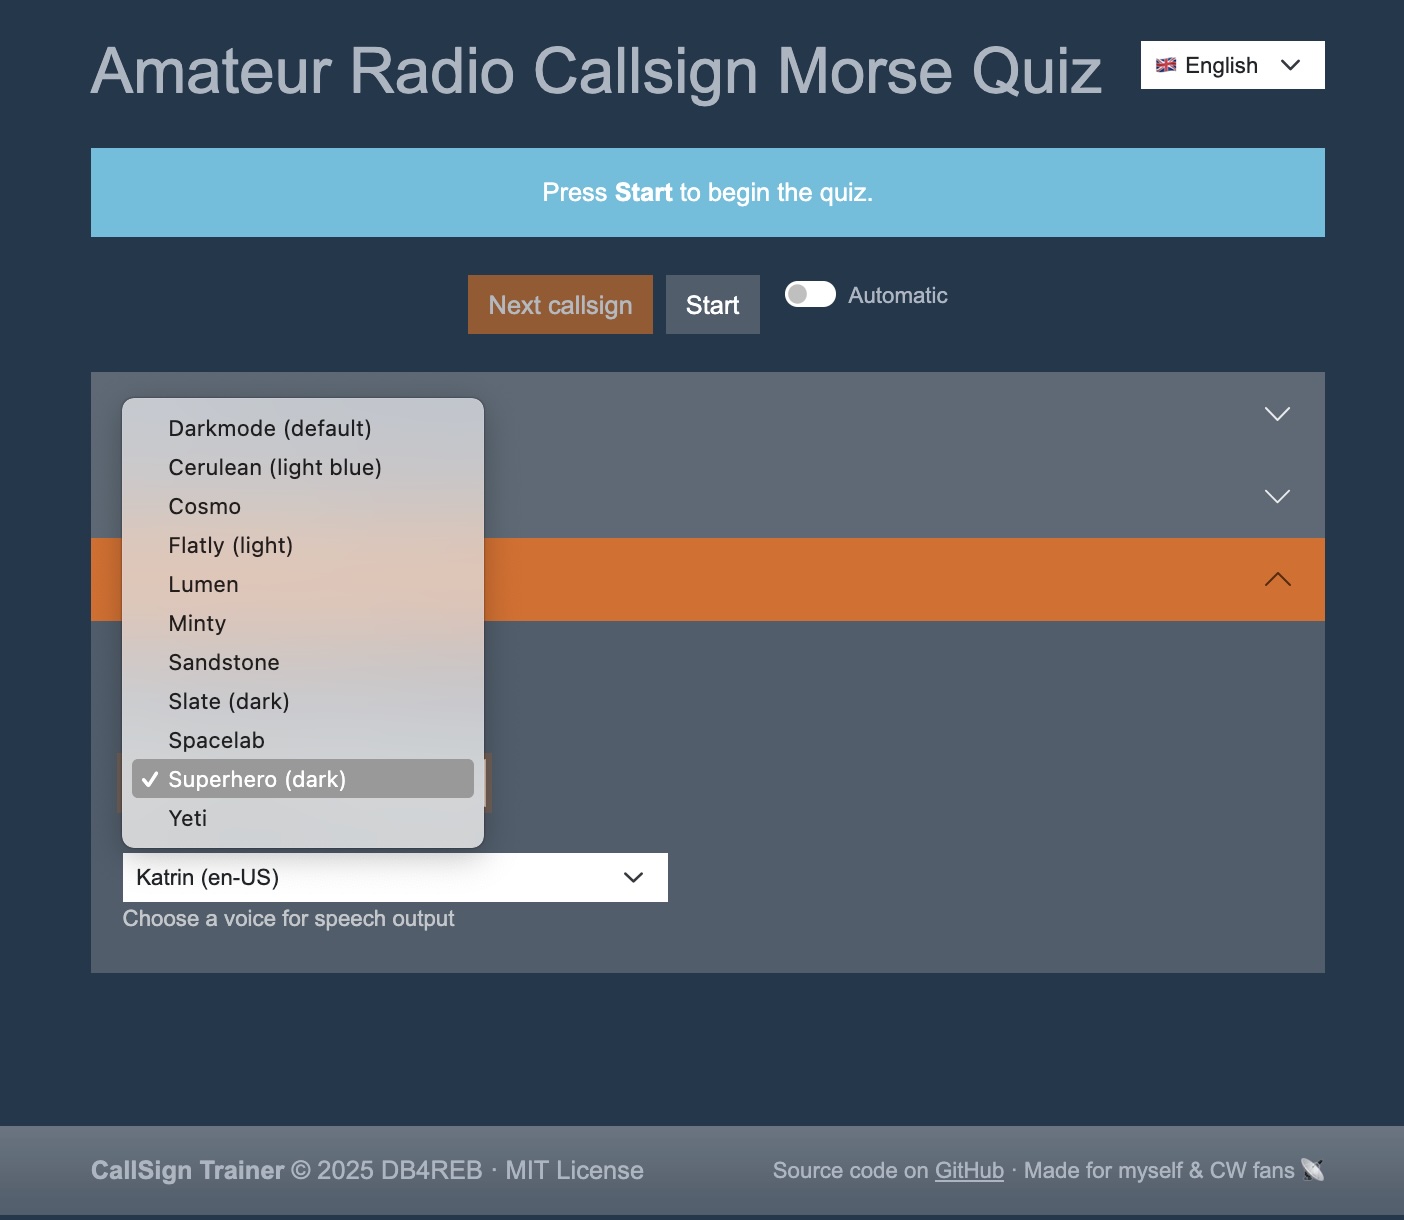 Amateur Radio Callsign Morse Quiz
English
Press Start to begin the quiz.
Next callsign
Start
Automatic
Darkmode (default)
Cerulean (light blue)
Cosmo
Flatly (light)
Lumen
Minty
Sandstone
Slate (dark)
Spacelab
Superhero (dark)
Yeti
Katrin (en-US)
Choose a voice for speech output
CallSign Trainer © 2025 DB4REB · MIT License
Source code on GitHub · Made for myself & CW fans